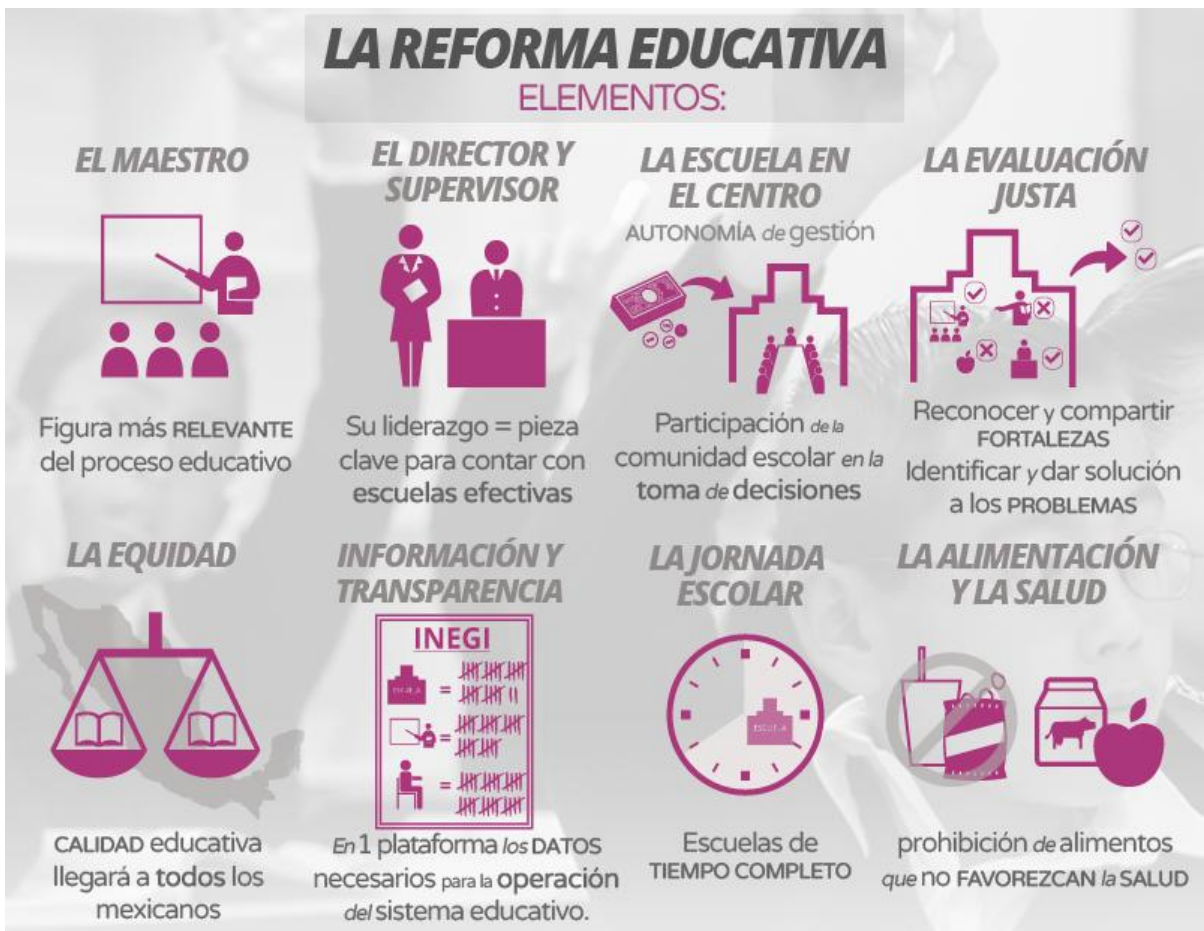 LA REFORMA EDUCATIVA
ELEMENTOS:
EL MAESTRO
Figura más RELEVANTE
del proceso educativo
EL DIRECTOR Y
SUPERVISOR
Su liderazgo = pieza
clave para contar con
escuelas efectivas
LA ESCUELA EN
EL CENTRO
AUTONOMÍA de gestión
Participación de la
comunidad escolar en la
toma de decisiones
LA EVALUACIÓN
JUSTA
Reconocer y compartir
FORTALEZAS
Identificar y dar solución
a los PROBLEMAS
LA EQUIDAD
CALIDAD educativa
llegará a todos los
mexicanos
INFORMACIÓN Y
TRANSPARENCIA
INEGI
ESCUELA
=
=
=
En 1 plataforma los DATOS
necesarios para la operación
del sistema educativo.
LA JORNADA
ESCOLAR
ESCUELA
Escuelas de
TIEMPO COMPLETO
LA ALIMENTACIÓN
Y LA SALUD
prohibición de alimentos
que no FAVOREZCAN la SALUD